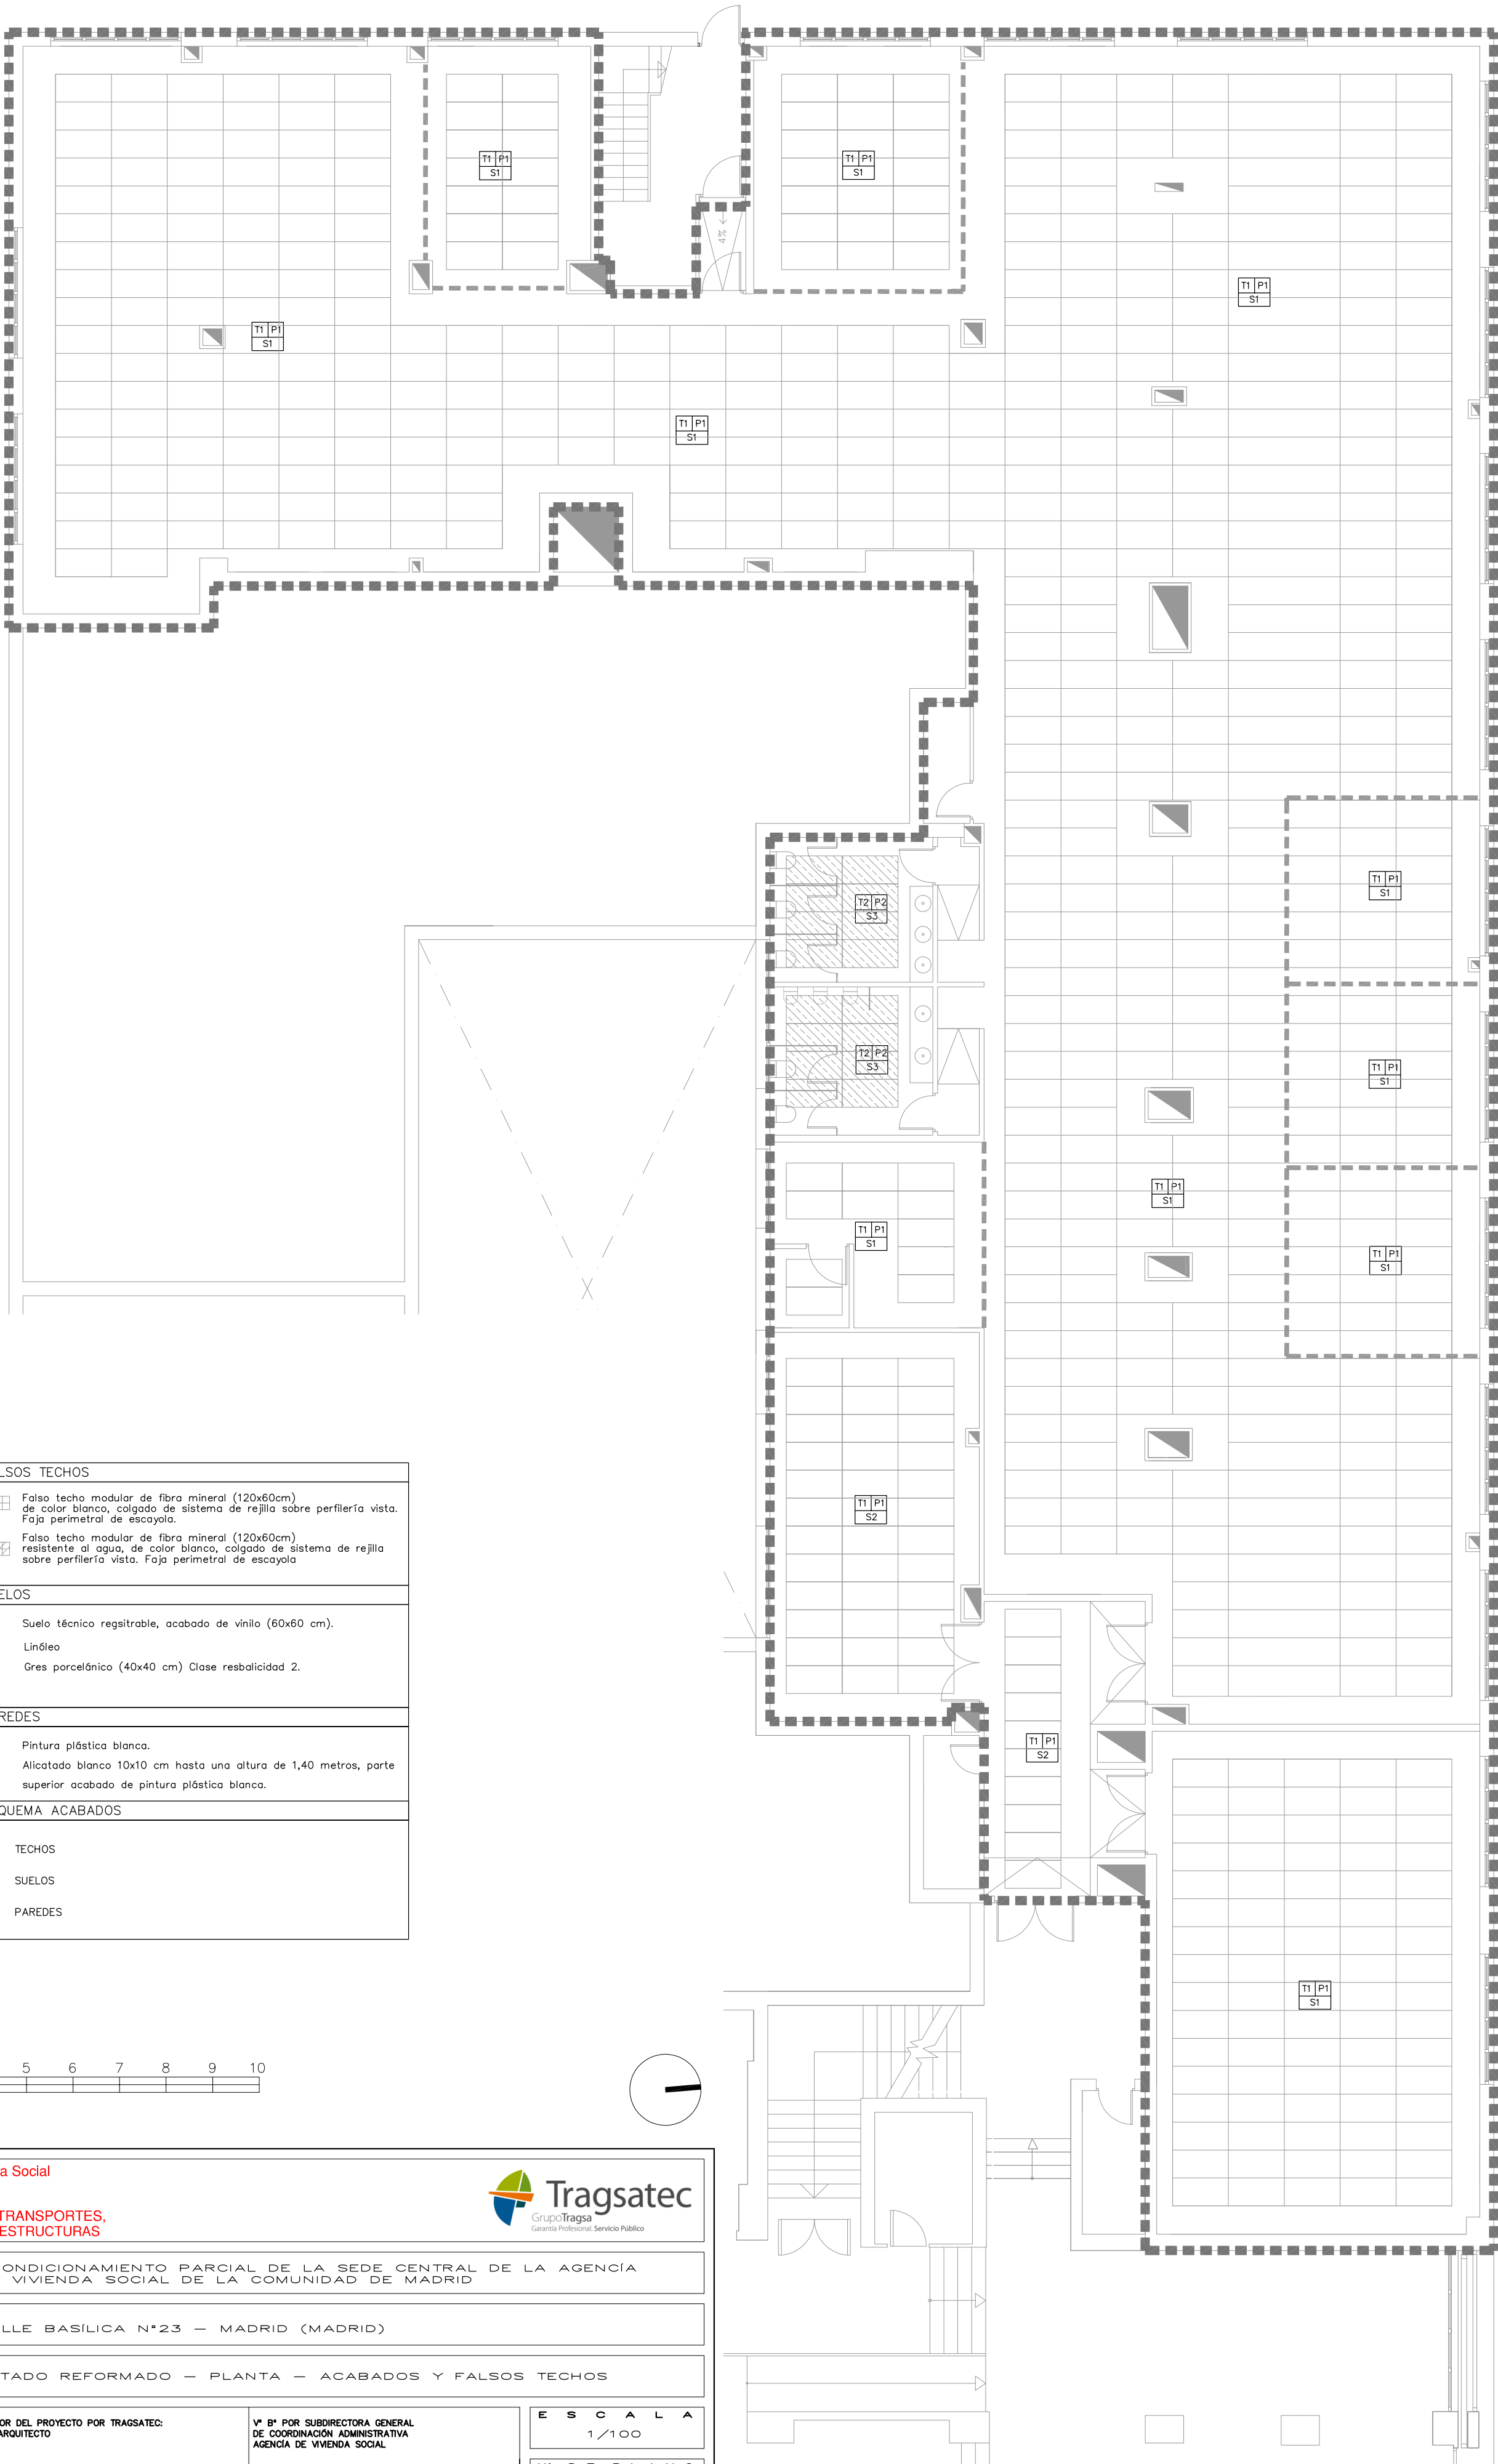 T1 P1
S1
T1 P1
S1
4%
T1 P1
S1
T1 P1
S1
T1 P1
S1
T1 P1
S1
T2 P2
S3
T2 P2
S3
T1 P1
S1
T1 P1
S1
T1 P1
S1
T1 P1
S1
LSOS TECHOS
Falso techo modular de fibra mineral (120x60cm)
de color blanco, colgado de sistema de rejilla sobre perfilería vista.
Faja perimetral de escayola.
Falso techo modular de fibra mineral (120x60cm)
resistente al agua, de color blanco, colgado de sistema de rejilla
sobre perfilería vista. Faja perimetral de escayola
T1 P1
S2
ELOS
Suelo técnico regsitrable, acabado de vinilo (60x60 cm).
Linóleo
Gres porcelánico (40x40 cm) Clase resbalicidad 2.
REDES
Pintura plástica blanca.
Alicatado blanco 10x10 cm hasta una altura de 1,40 metros, parte
superior acabado de pintura plástica blanca.
T1 P1
S2
QUEMA ACABADOS
TECHOS
SUELOS
PAREDES
T1 P1
S1
5 6 7 8 9 10
a Social
TRANSPORTES,
ESTRUCTURAS
Tragsatec
GrupoTragsa
Garantía Profesional. Servicio Público
ONDICIONAMIENTO PARCIAL DE LA SEDE CENTRAL DE LA AGENCÍA
VIVIENDA SOCIAL DE LA COMUNIDAD DE MADRID
LLE BASÍLICA Nº23 – MADRID (MADRID)
TADO REFORMADO – PLANTA – ACABADOS Y FALSOS TECHOS
OR DEL PROYECTO POR TRAGSATEC:
ARQUITECTO
Vº Bº POR SUBDIRECTORA GENERAL
DE COORDINACIÓN ADMINISTRATIVA
AGENCÍA DE VIVIENDA SOCIAL
E S C A L A
1/100